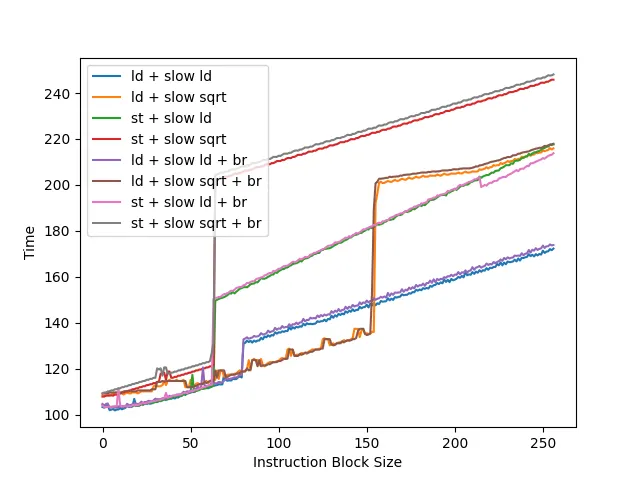 ld + slow ld
ld + slow sqrt
st + slow ld
st + slow sqrt
ld + slow ld + br
ld + slow sqrt + br
st + slow ld + br
st + slow sqrt + br
240
220
200
180
160
140
120
100
Time
0 50 100 150 200 250
Instruction Block Size